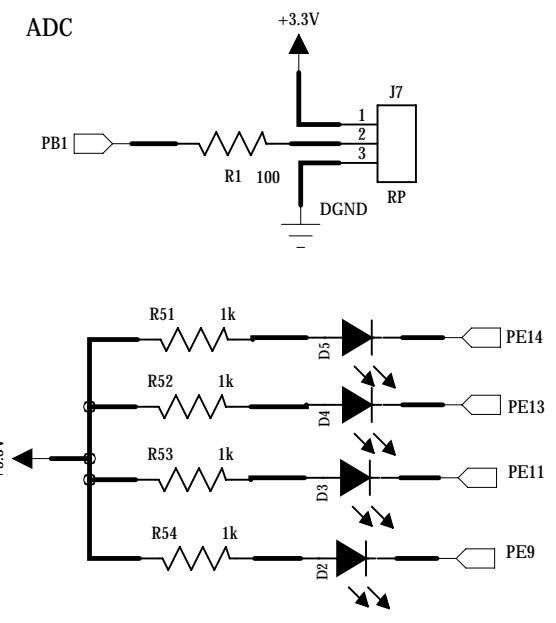 ADC
+3.3V
J7
1
PB1
2
3
R1 100
RP
DGND
R51 1k
D5
PE14
R52 1k
D4
PE13
R53 1k
D3
PE11
R54 1k
D2
PE9